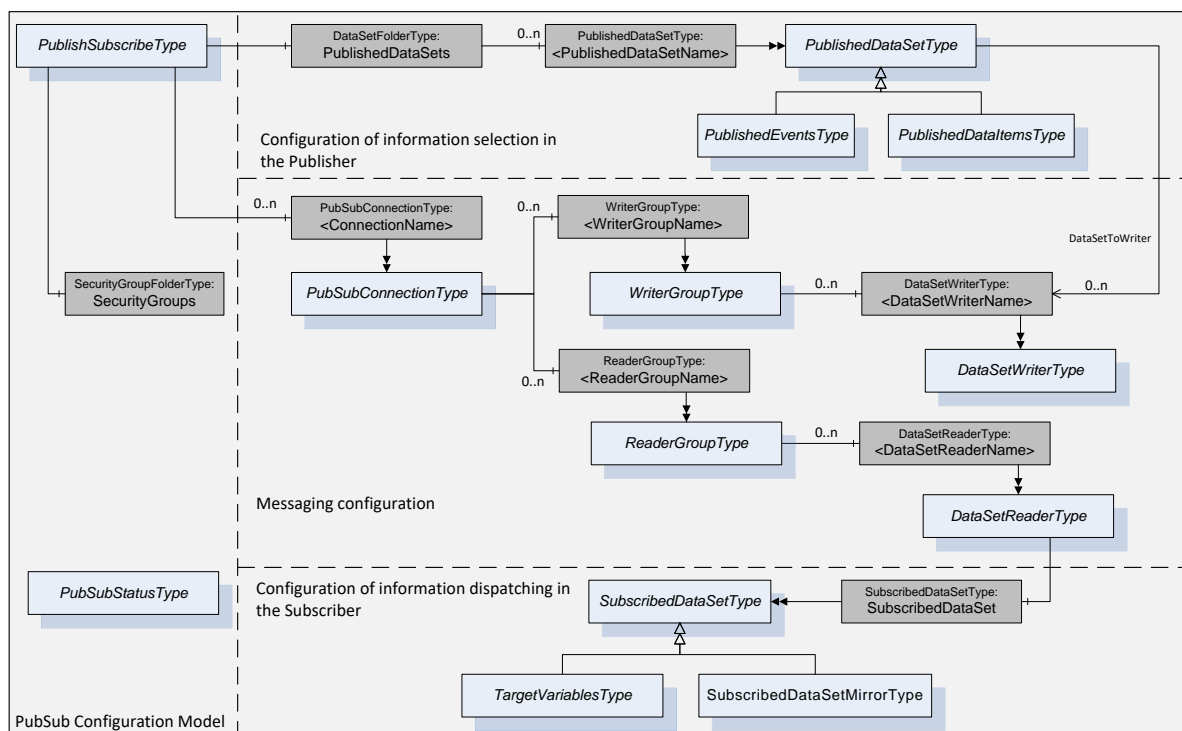 PublishSubscribeType
DataSetFolderType:
PublishedDataSets
0..n
PublishedDataSetType:
<PublishedDataSetName>
PublishedDataSetType
PublishedEventsType
PublishedDataItemsType
Configuration of information selection in
the Publisher
0..n
PubSubConnectionType:
<ConnectionName>
0..n
WriterGroupType:
<WriterGroupName>
DataSetToWriter
SecurityGroupFolderType:
SecurityGroups
PubSubConnectionType
WriterGroupType
0..n
DataSetWriterType:
<DataSetWriterName>
0..n
DataSetWriterType
0..n
ReaderGroupType:
<ReaderGroupName>
ReaderGroupType
0..n
DataSetReaderType:
<DataSetReaderName>
DataSetReaderType
Messaging configuration
PubSubStatusType
Configuration of information dispatching in
the Subscriber
SubscribedDataSetType
SubscribedDataSetType:
SubscribedDataSet
TargetVariablesType
SubscribedDataSetMirrorType
PubSub Configuration Model